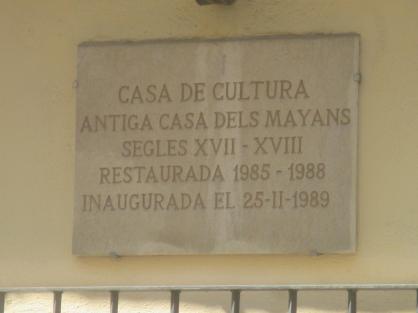 CASA DE CULTURA
ANTIGA CASA DELS MAYANS
SEGLES XVII - XVIII
RESTAURADA 1985 - 1988
INAUGURADA EL 25-II-1989